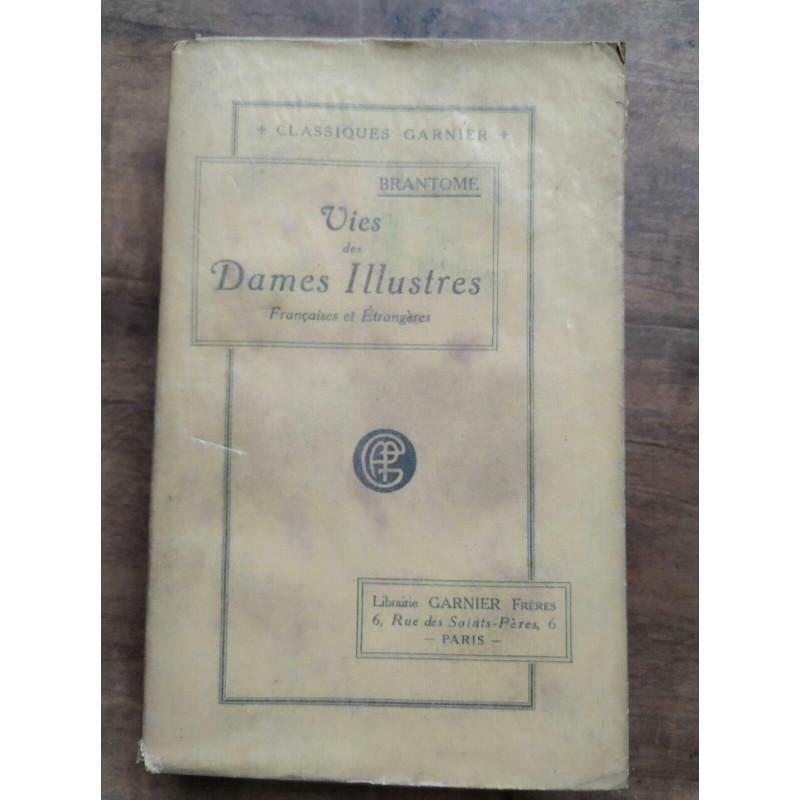 + CLASSIQUES GARNIER +
BRANTOME
Vies
des
Dames Illustres
Françaises et Étrangères
Librairie GARNIER FRÈRES
6, Rue des Saints-Pères, 6
— PARIS —